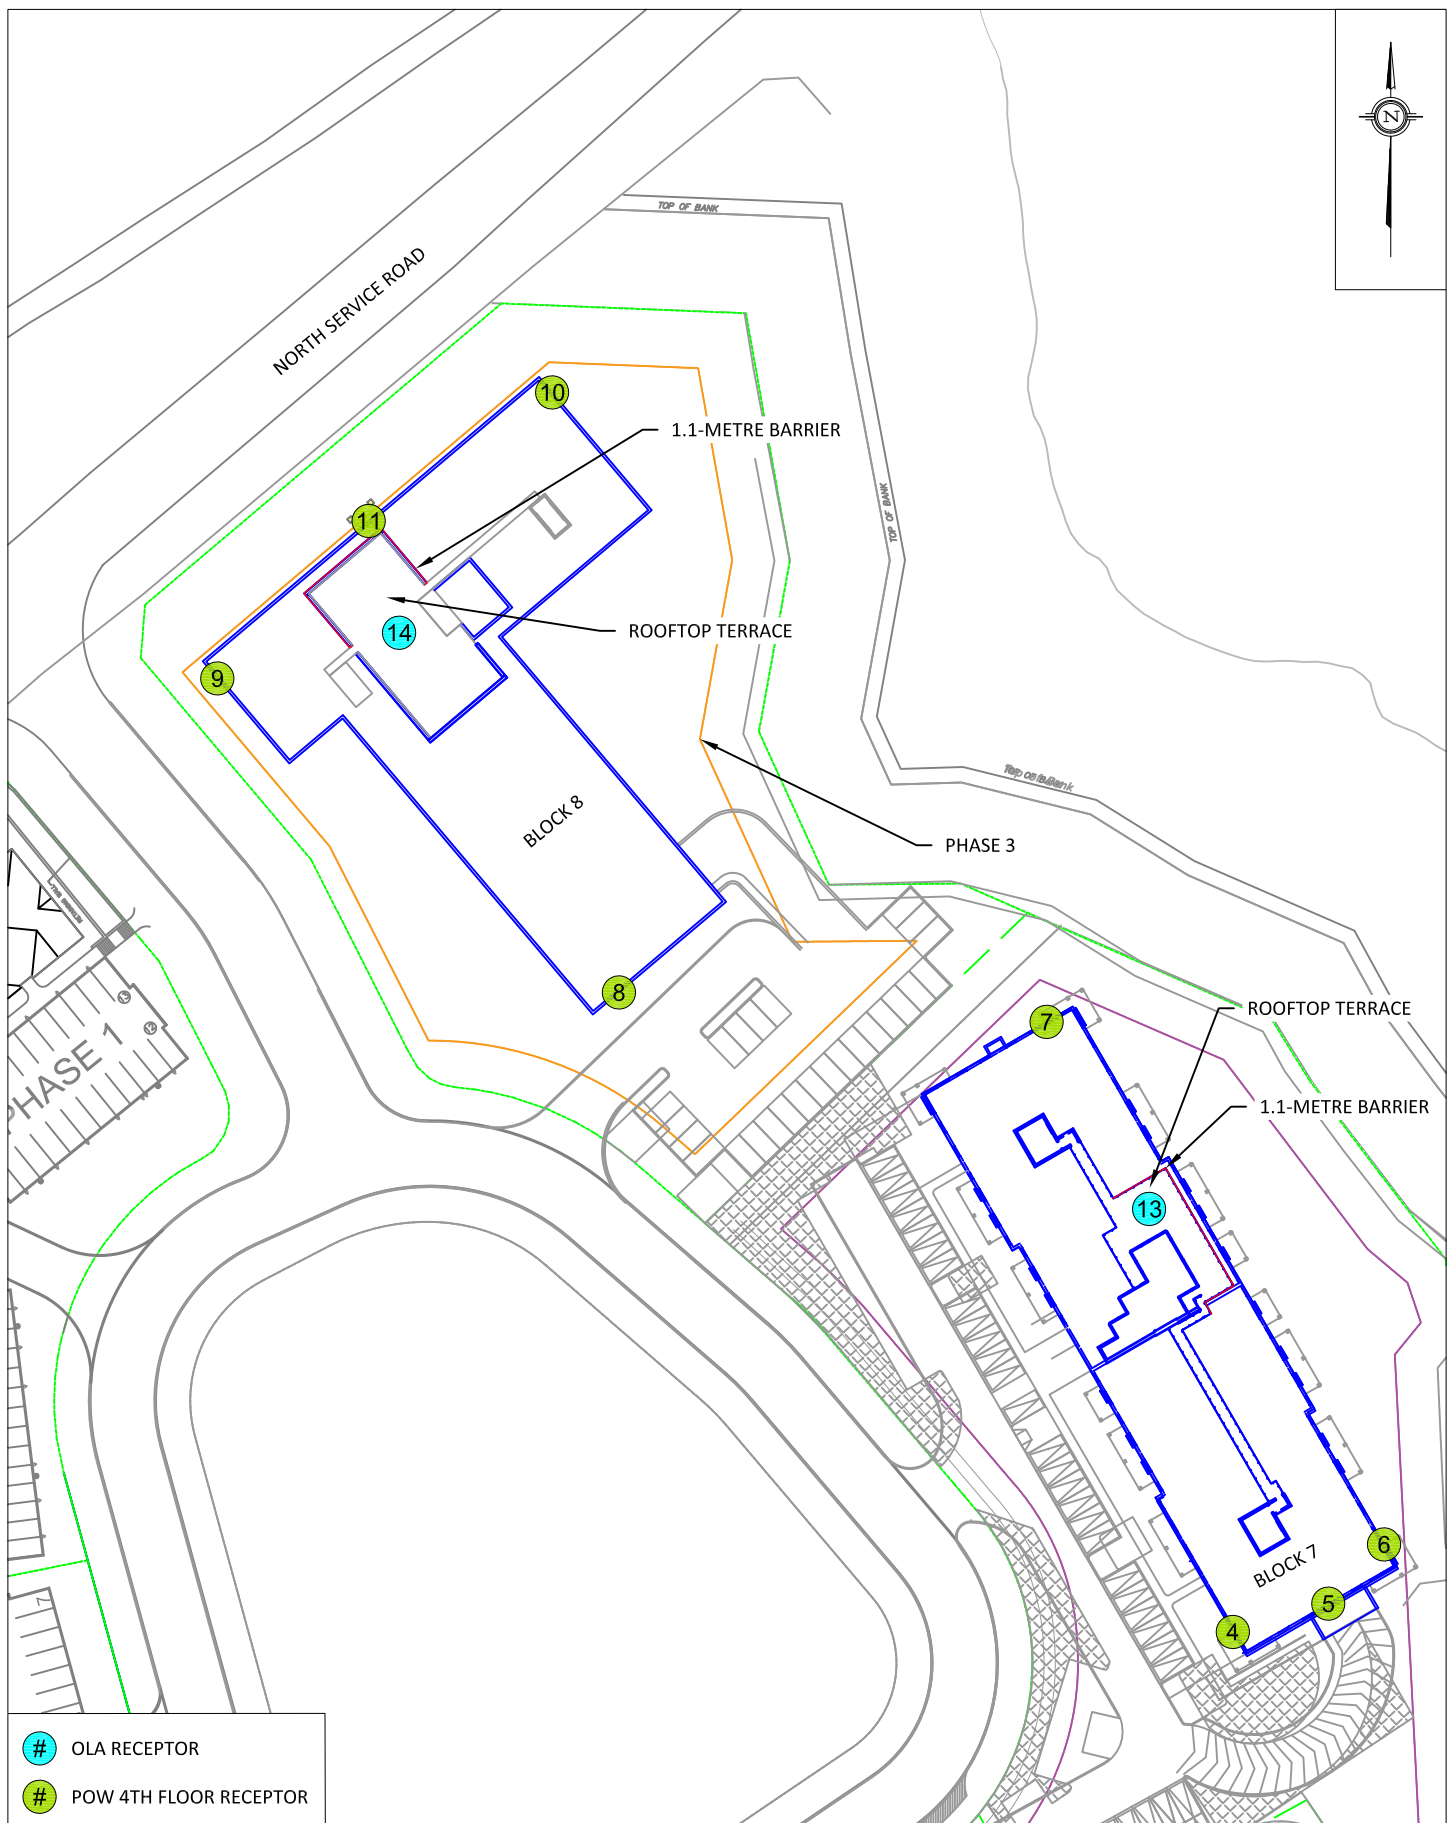 N
TOP OF BANK
NORTH SERVICE ROAD
10
1.1-METRE BARRIER
11
TOP OF BANK
ROOFTOP TERRACE
14
9
BLOCK 8
PHASE 3
8
PHASE 1
13
12
7
ROOFTOP TERRACE
1.1-METRE BARRIER
13
6
BLOCK 7
5
4
# OLA RECEPTOR
# POW 4TH FLOOR RECEPTOR